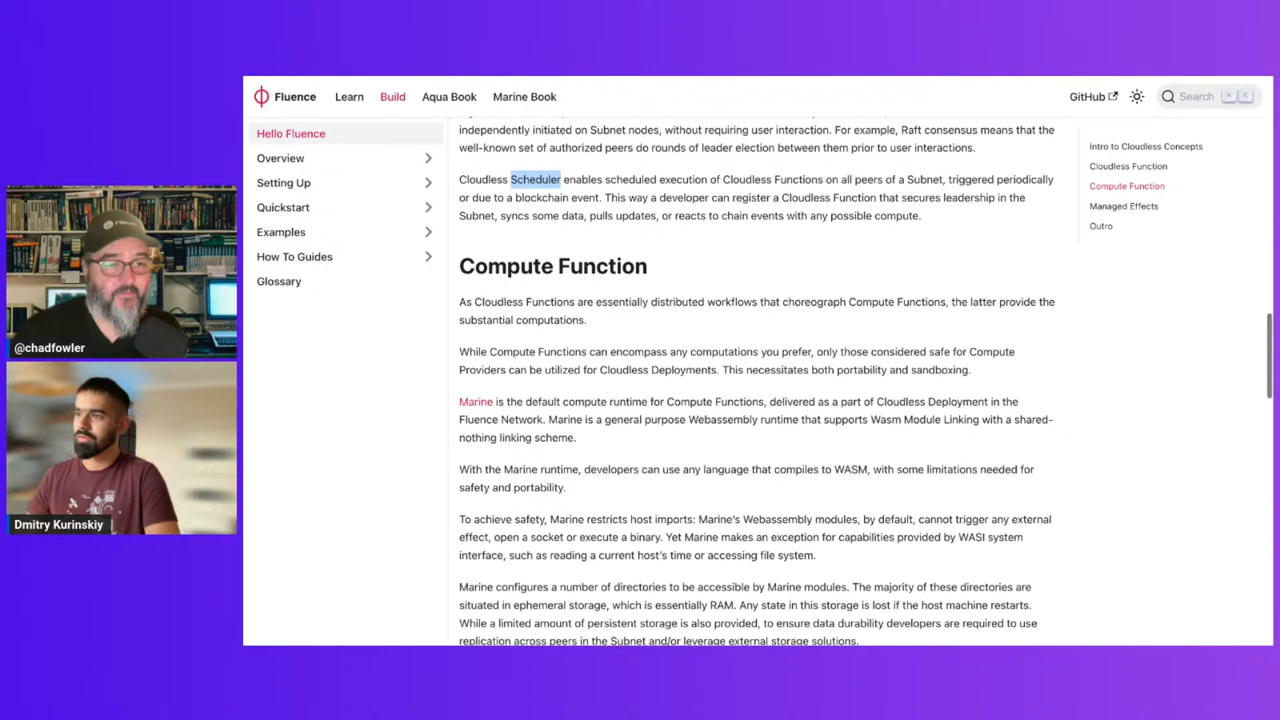 Fluence
Learn
Build
Aqua Book
Marine Book
GitHub
Search
K
Hello Fluence
Overview
Setting Up
Quickstart
Examples
How To Guides
Glossary
independently initiated on Subnet nodes, without requiring user interaction. For example, Raft consensus means that the
well-known set of authorized peers do rounds of leader election between them prior to user interactions.
Cloudless Scheduler enables scheduled execution of Cloudless Functions on all peers of a Subnet, triggered periodically
or due to a blockchain event. This way a developer can register a Cloudless Function that secures leadership in the
Subnet, syncs some data, pulls updates, or reacts to chain events with any possible compute.
Compute Function
As Cloudless Functions are essentially distributed workflows that choreograph Compute Functions, the latter provide the
substantial computations.
While Compute Functions can encompass any computations you prefer, only those considered safe for Compute
Providers can be utilized for Cloudless Deployments. This necessitates both portability and sandboxing.
Marine is the default compute runtime for Compute Functions, delivered as a part of Cloudless Deployment in the
Fluence Network. Marine is a general purpose Webassembly runtime that supports Wasm Module Linking with a shared-
nothing linking scheme.
With the Marine runtime, developers can use any language that compiles to WASM, with some limitations needed for
safety and portability.
To achieve safety, Marine restricts host imports: Marine's Webassembly modules, by default, cannot trigger any external
effect, open a socket or execute a binary. Yet Marine makes an exception for capabilities provided by WASI system
interface, such as reading a current host's time or accessing file system.
Marine configures a number of directories to be accessible by Marine modules. The majority of these directories are
situated in ephemeral storage, which is essentially RAM. Any state in this storage is lost if the host machine restarts.
While a limited amount of persistent storage is also provided, to ensure data durability developers are required to use
replication across peers in the Subnet and/or leverage external storage solutions.
Intro to Cloudless Concepts
Cloudless Function
Compute Function
Managed Effects
Outro
@chadfowler
Dmitry Kurinskiy